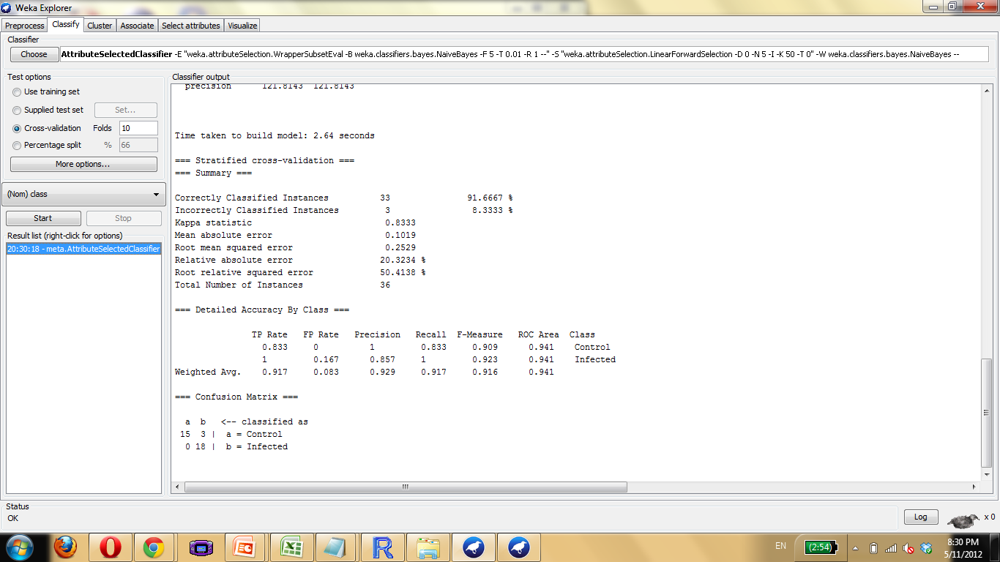 Weka Explorer
Preprocess Classify Cluster Associate Select attributes Visualize
Classifier
Choose AttributeSelectedClassifier -E "weka.attributeSelection.WrapperSubsetEval -B weka.classifiers.bayes.NaiveBayes -F 5 -T 0.01 -R 1 --" -S "weka.attributeSelection.LinearForwardSelection -D 0 -N 5 -I -K 50 -T 0" -W weka.classifiers.bayes.NaiveBayes --
Test options
Use training set
Supplied test set Set...
Cross-validation Folds 10
Percentage split % 66
More options...
(Nom) class
Start Stop
Result list (right-click for options)
20:30:18 - meta.AttributeSelectedClassifier
Classifier output
precision 121.8143 121.8143
Time taken to build model: 2.64 seconds
=== Stratified cross-validation ===
=== Summary ===
Correctly Classified Instances 33 91.6667 %
Incorrectly Classified Instances 3 8.3333 %
Kappa statistic 0.8333
Mean absolute error 0.1019
Root mean squared error 0.2529
Relative absolute error 20.3234 %
Root relative squared error 50.4138 %
Total Number of Instances 36
=== Detailed Accuracy By Class ===
TP Rate FP Rate Precision Recall F-Measure ROC Area Class
0.833 0 1 0.833 0.909 0.941 Control
1 0.167 0.857 1 0.923 0.941 Infected
Weighted Avg. 0.917 0.083 0.929 0.917 0.916 0.941
=== Confusion Matrix ===
a b <-- classified as
15 3 | a = Control
0 18 | b = Infected
Status
OK
Log x 0
EN (2:54) 8:30 PM
5/11/2012